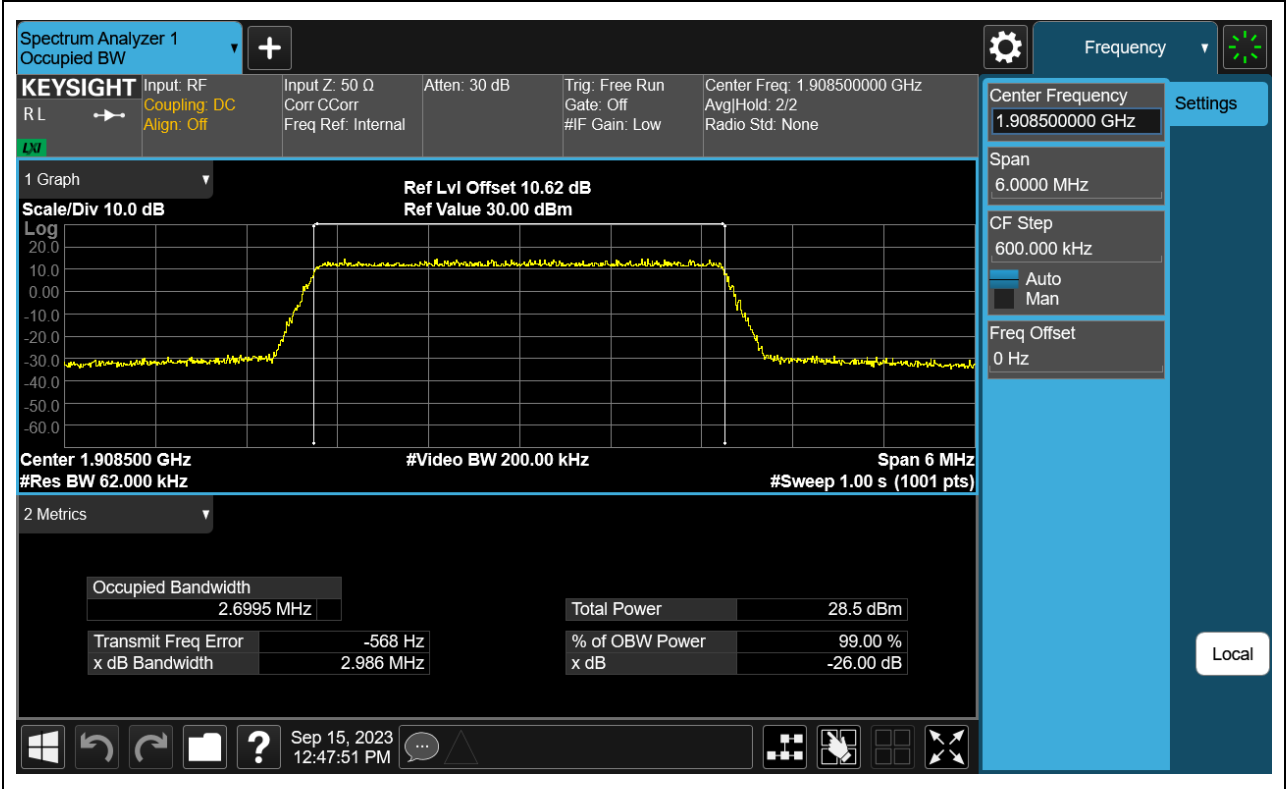 Spectrum Analyzer 1
Occupied BW
Frequency
KEYSIGHT
R L
LXI
Input: RF
Coupling: DC
Align: Off
Input Z: 50 Ω
Corr CCorr
Freq Ref: Internal
Atten: 30 dB
Trig: Free Run
Gate: Off
#IF Gain: Low
Center Freq: 1.908500000 GHz
Avg|Hold: 2/2
Radio Std: None
Center Frequency
1.908500000 GHz
Settings
Span
6.0000 MHz
CF Step
600.000 kHz
Auto
Man
Freq Offset
0 Hz
Local
1 Graph
Scale/Div 10.0 dB
Ref Lvl Offset 10.62 dB
Ref Value 30.00 dBm
Log
20.0
10.0
0.00
-10.0
-20.0
-30.0
-40.0
-50.0
-60.0
Center 1.908500 GHz
#Video BW 200.00 kHz
Span 6 MHz
#Res BW 62.000 kHz
#Sweep 1.00 s (1001 pts)
2 Metrics
Occupied Bandwidth
2.6995 MHz
Total Power 28.5 dBm
Transmit Freq Error -568 Hz
% of OBW Power 99.00 %
x dB Bandwidth 2.986 MHz
x dB -26.00 dB
?
Sep 15, 2023
12:47:51 PM